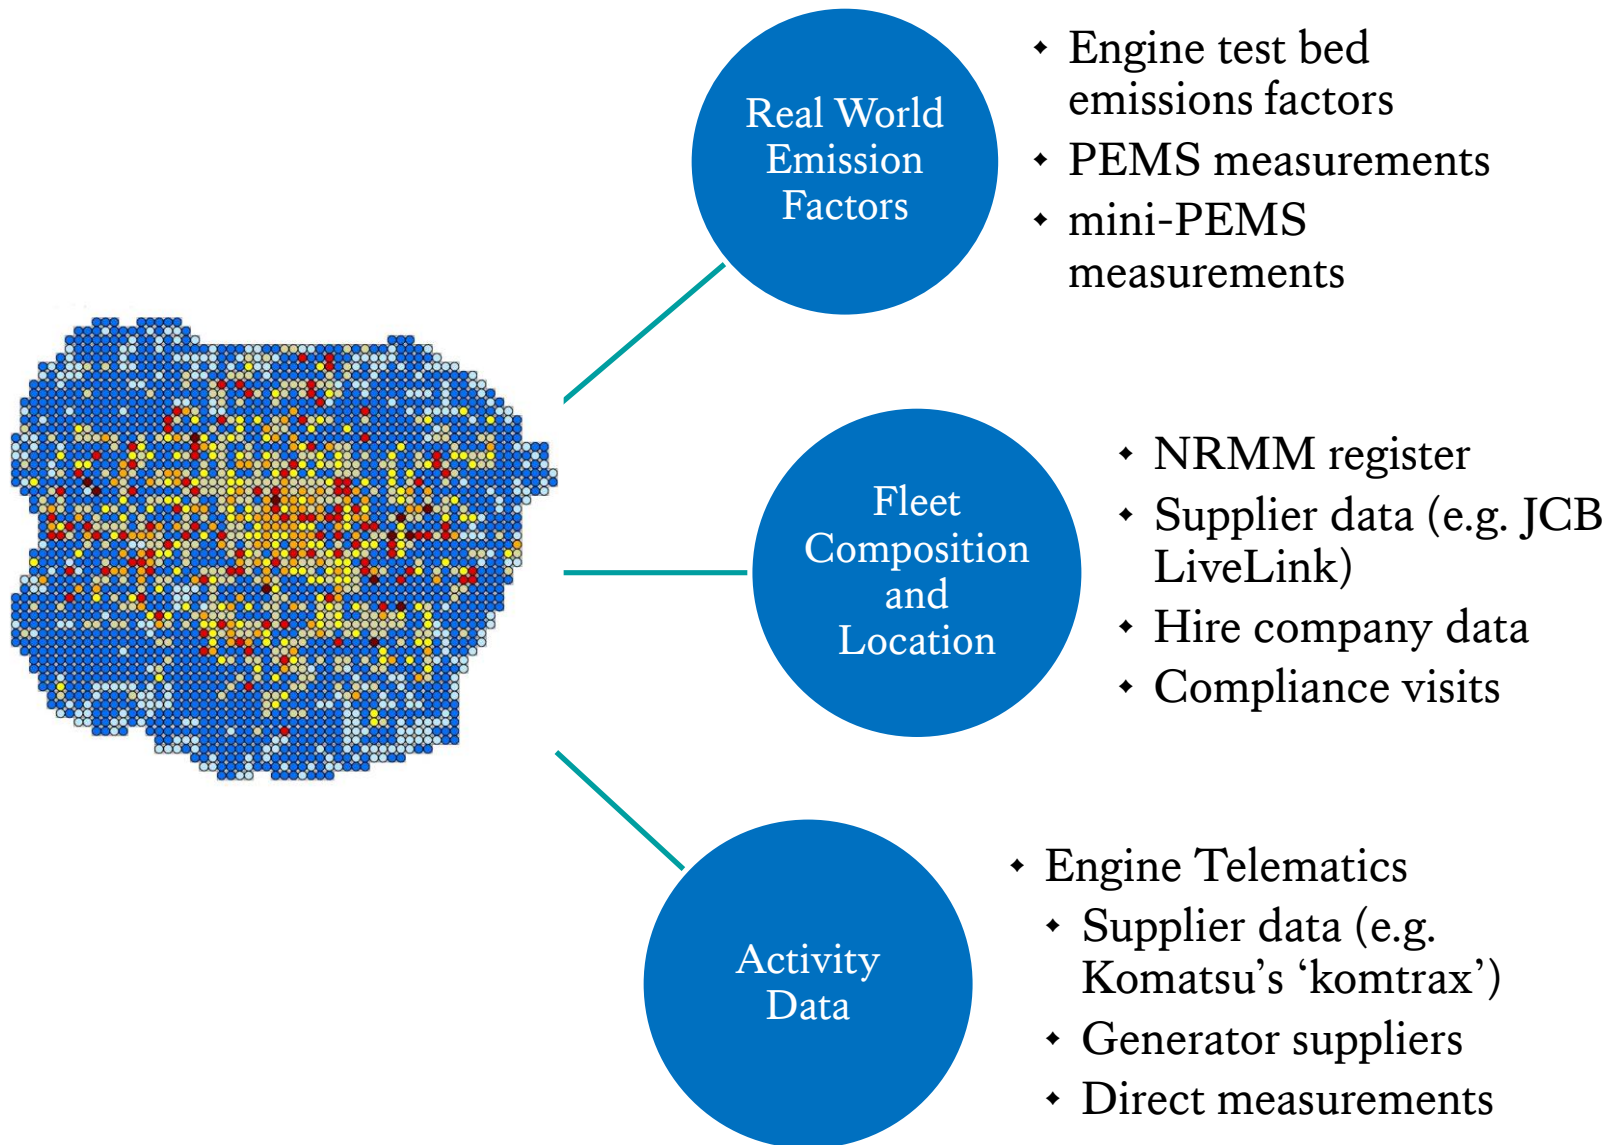 Real World
Emission
Factors
⬩ Engine test bed
emissions factors
⬩ PEMS measurements
⬩ mini-PEMS
measurements
Fleet
Composition
and
Location
⬩ NRMM register
⬩ Supplier data (e.g. JCB
LiveLink)
⬩ Hire company data
⬩ Compliance visits
Activity
Data
⬩ Engine Telematics
⬩ Supplier data (e.g.
Komatsu’s ‘komtrax’)
⬩ Generator suppliers
⬩ Direct measurements